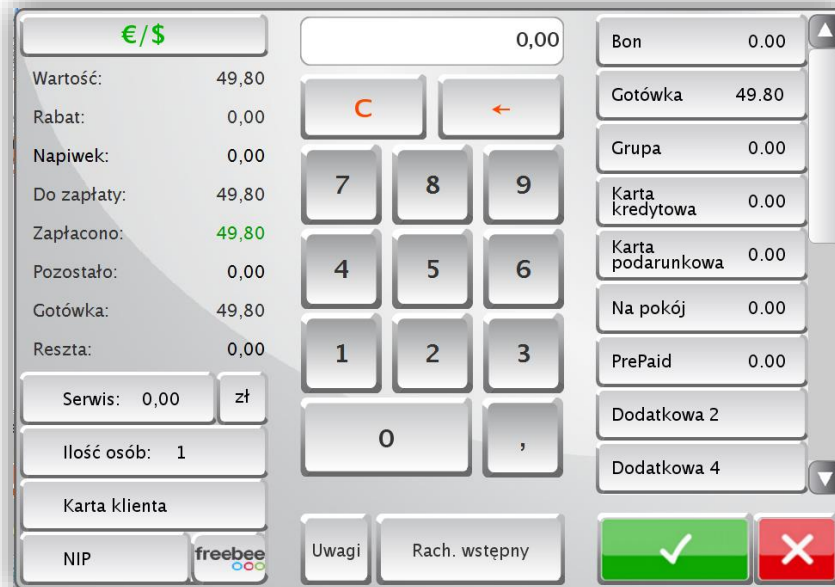 €/$
Wartość: 49,80
Rabat: 0,00
Napiwek: 0,00
Do zapłaty: 49,80
Zapłacono: 49,80
Pozostało: 0,00
Gotówka: 49,80
Reszta: 0,00
Serwis: 0,00 zł
Ilość osób: 1
Karta klienta
NIP freebee
0,00
C ←
7 8 9
4 5 6
1 2 3
0 ,
Uwagi Rach. wstępny
Bon 0.00
Gotówka 49.80
Grupa 0.00
Karta
kredytowa 0.00
Karta
podarunkowa 0.00
Na pokój 0.00
PrePaid 0.00
Dodatkowa 2
Dodatkowa 4